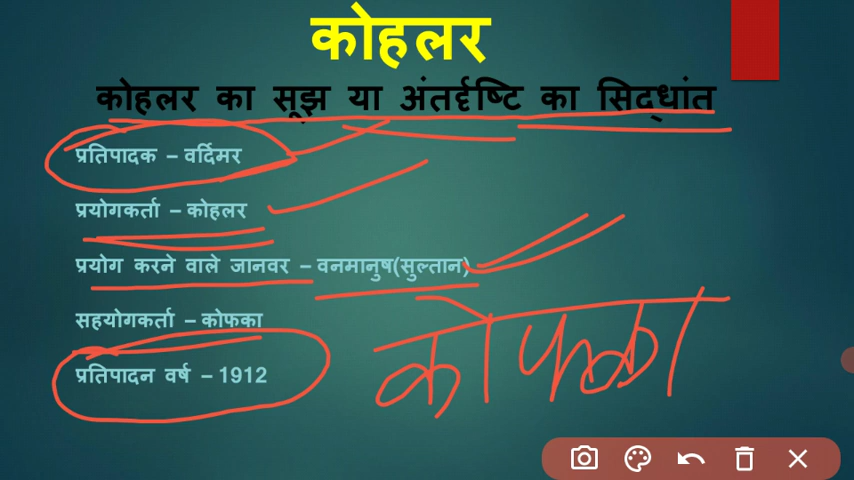 कोहलर
कोहलर का सूझ या अंतर्दृष्टि का सिद्धांत
प्रतिपादक – वर्दिमर
प्रयोगकर्ता – कोहलर
प्रयोग करने वाले जानवर – वनमानुष(सुल्तान)
सहयोगकर्ता – कोफका
कोफका
प्रतिपादन वर्ष – 1912